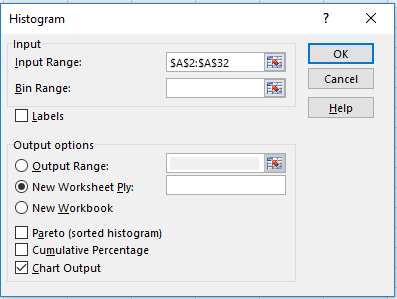 Histogram ?
Input
Input Range: $A$2:$A$32
Bin Range:
Labels
Output options
Output Range:
New Worksheet Ply:
New Workbook
Pareto (sorted histogram)
Cumulative Percentage
Chart Output
OK
Cancel
Help